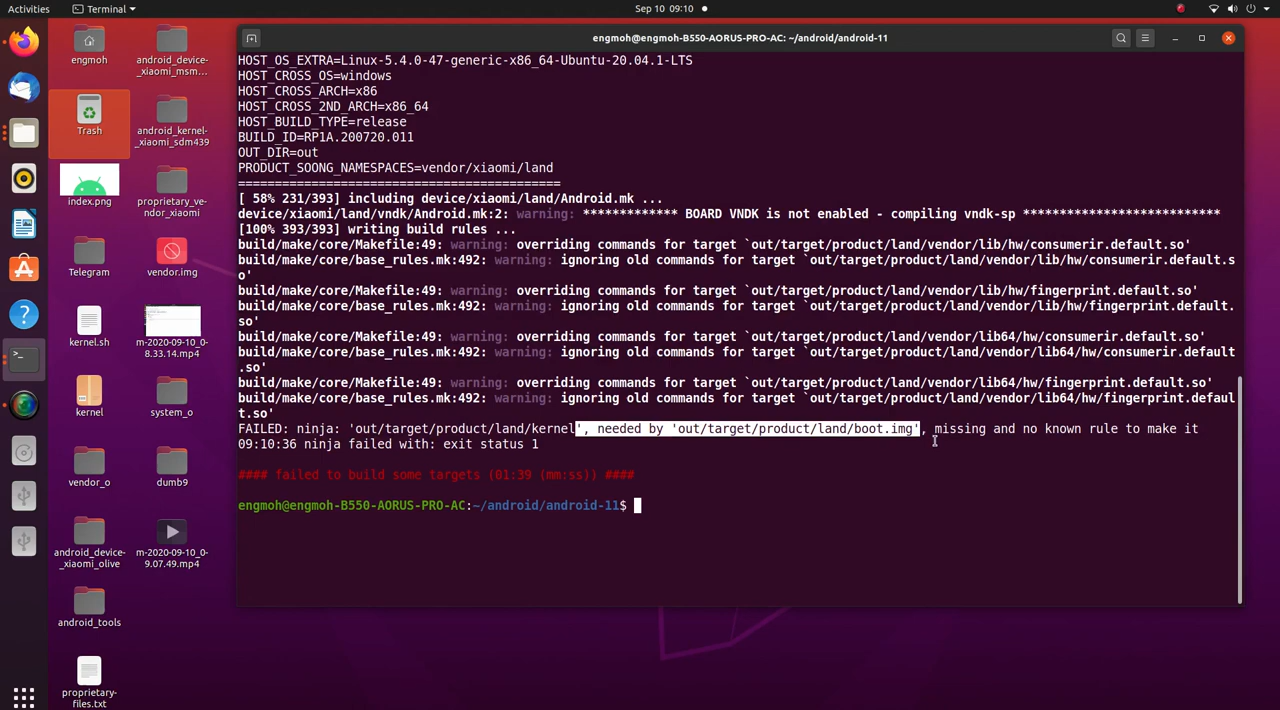 Activities
Terminal
Sep 10 09:10
engmoh@engmoh-B550-AORUS-PRO-AC: ~/android/android-11
engmoh
android_device-
_xiaomi_msm…
Trash
android_kernel-
_xiaomi_sdm439
index.png
proprietary_ve-
ndor_xiaomi
Telegram
vendor.img
kernel.sh
m-2020-09-10_0-
8.33.14.mp4
kernel
system_o
vendor_o
dumb9
android_device-
_xiaomi_olive
m-2020-09-10_0-
9.07.49.mp4
android_tools
proprietary-
files.txt
HOST_OS_EXTRA=Linux-5.4.0-47-generic-x86_64-Ubuntu-20.04.1-LTS
HOST_CROSS_OS=windows
HOST_CROSS_ARCH=x86
HOST_CROSS_2ND_ARCH=x86_64
HOST_BUILD_TYPE=release
BUILD_ID=RP1A.200720.011
OUT_DIR=out
PRODUCT_SOONG_NAMESPACES=vendor/xiaomi/land
============================================
[ 58% 231/393] including device/xiaomi/land/Android.mk ...
device/xiaomi/land/vndk/Android.mk:2: warning: ************* BOARD VNDK is not enabled - compiling vndk-sp **************************
[100% 393/393] writing build rules ...
build/make/core/Makefile:49: warning: overriding commands for target `out/target/product/land/vendor/lib/hw/consumerir.default.so'
build/make/core/base_rules.mk:492: warning: ignoring old commands for target `out/target/product/land/vendor/lib/hw/consumerir.default.s
o'
build/make/core/Makefile:49: warning: overriding commands for target `out/target/product/land/vendor/lib/hw/fingerprint.default.so'
build/make/core/base_rules.mk:492: warning: ignoring old commands for target `out/target/product/land/vendor/lib/hw/fingerprint.default.
so'
build/make/core/Makefile:49: warning: overriding commands for target `out/target/product/land/vendor/lib64/hw/consumerir.default.so'
build/make/core/base_rules.mk:492: warning: ignoring old commands for target `out/target/product/land/vendor/lib64/hw/consumerir.default
.so'
build/make/core/Makefile:49: warning: overriding commands for target `out/target/product/land/vendor/lib64/hw/fingerprint.default.so'
build/make/core/base_rules.mk:492: warning: ignoring old commands for target `out/target/product/land/vendor/lib64/hw/fingerprint.defaul
t.so'
FAILED: ninja: 'out/target/product/land/kernel', needed by 'out/target/product/land/boot.img', missing and no known rule to make it
09:10:36 ninja failed with: exit status 1
#### failed to build some targets (01:39 (mm:ss)) ####
engmoh@engmoh-B550-AORUS-PRO-AC:~/android/android-11$